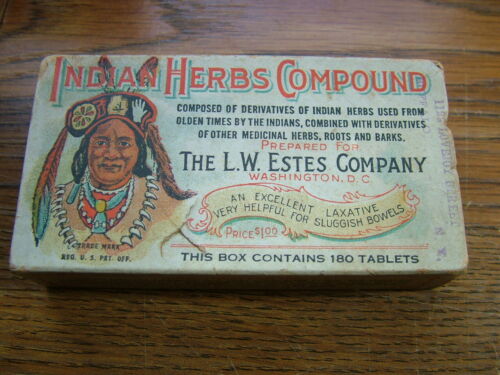 INDIAN HERBS COMPOUND
COMPOSED OF DERIVATIVES OF INDIAN HERBS USED FROM
OLDEN TIMES BY THE INDIANS, COMBINED WITH DERIVATIVES
OF OTHER MEDICINAL HERBS, ROOTS AND BARKS.
PREPARED FOR
THE L.W. ESTES COMPANY
WASHINGTON, D.C.
AN EXCELLENT LAXATIVE
VERY HELPFUL FOR SLUGGISH BOWELS
PRICE $1.00
TRADE MARK
REG. U. S. PAT. OFF.
THIS BOX CONTAINS 180 TABLETS